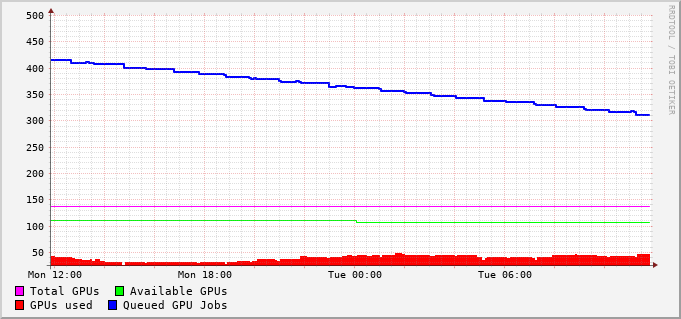 500
450
400
350
300
250
200
150
100
50
Mon 12:00 Mon 18:00 Tue 00:00 Tue 06:00
Total GPUs Available GPUs
GPUs used Queued GPU Jobs
RRDTOOL / TOBI OETIKER